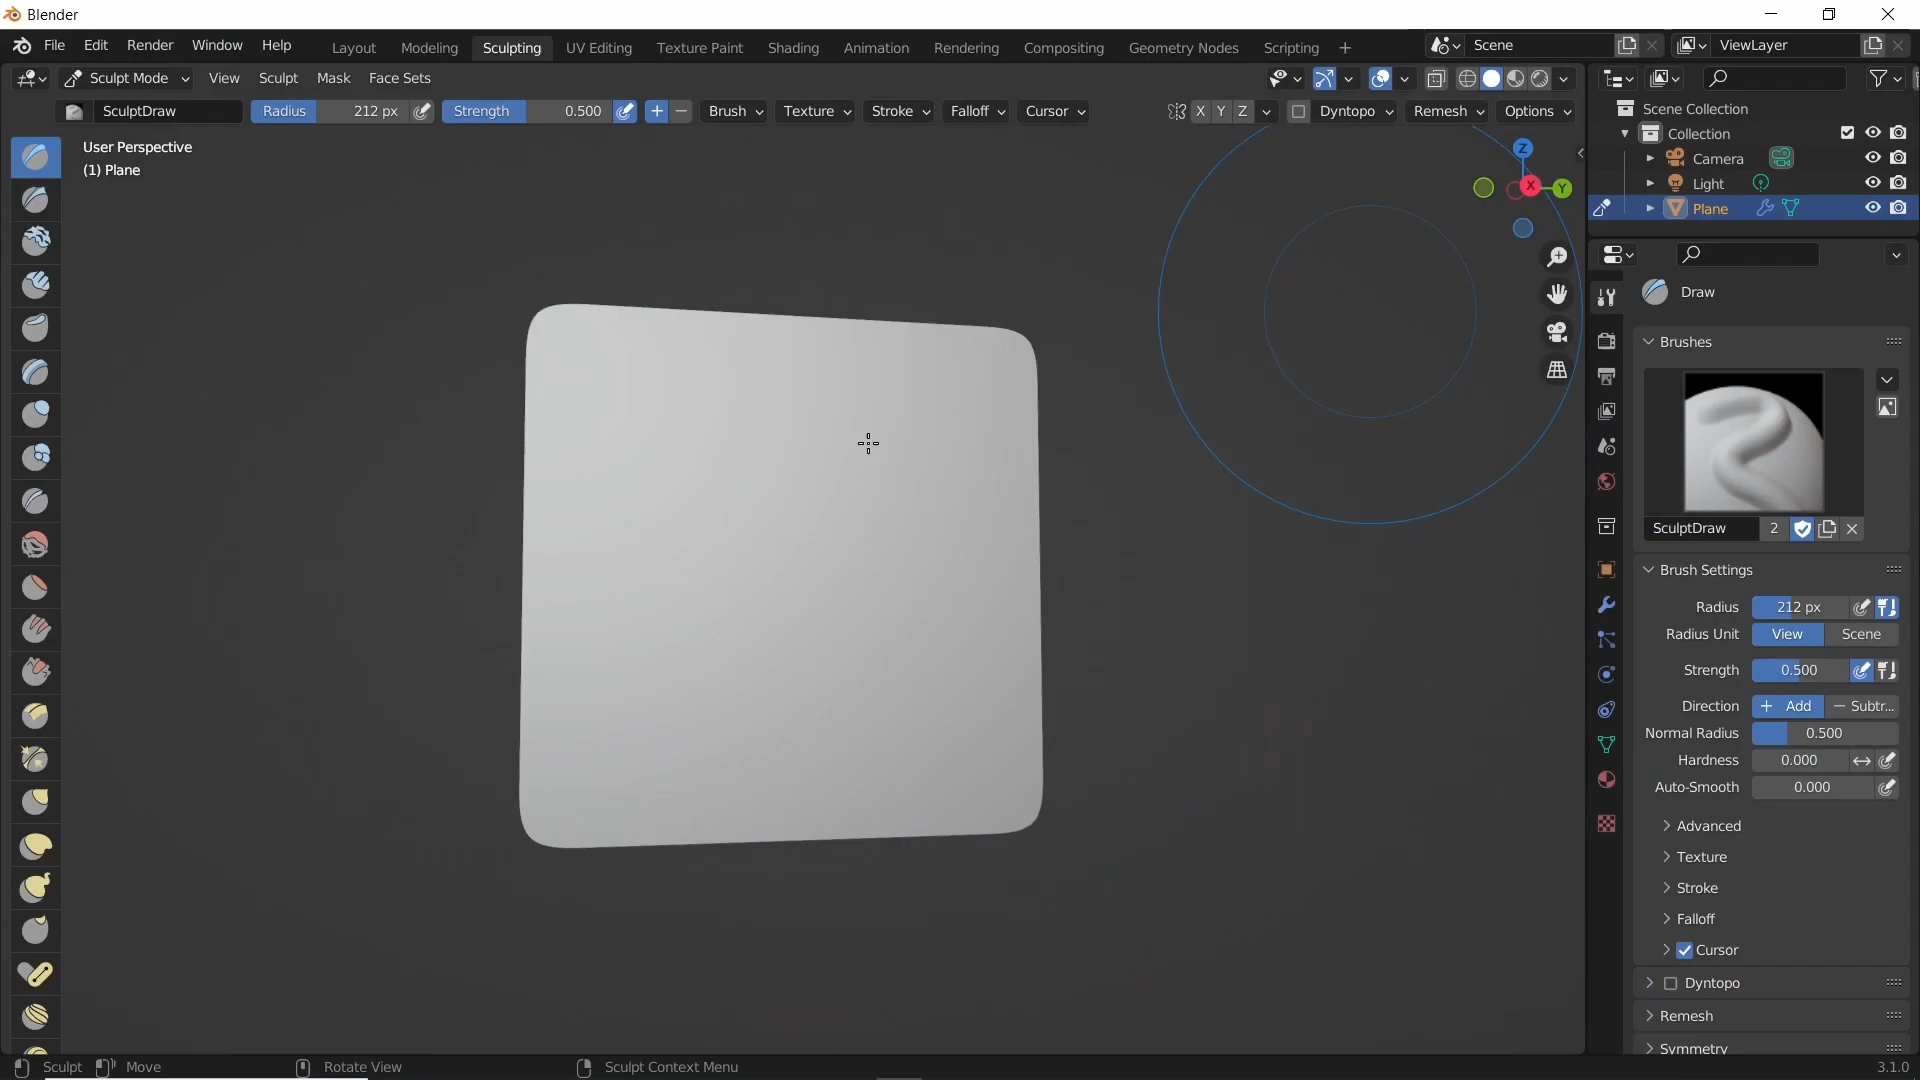 Blender
File Edit Render Window Help Layout Modeling Sculpting UV Editing Texture Paint Shading Animation Rendering Compositing Geometry Nodes Scripting + Scene ViewLayer
Sculpt Mode View Sculpt Mask Face Sets
SculptDraw Radius 212 px Strength 0.500 + − Brush Texture Stroke Falloff Cursor X Y Z Dyntopo Remesh Options
User Perspective
(1) Plane
Z
X
Y
Scene Collection
Collection
Camera
Light
Plane
Draw
Brushes
SculptDraw 2
Brush Settings
Radius 212 px
Radius Unit View Scene
Strength 0.500
Direction + Add − Subtr...
Normal Radius 0.500
Hardness 0.000
Auto-Smooth 0.000
Advanced
Texture
Stroke
Falloff
Cursor
Dyntopo
Remesh
Symmetry
Sculpt Move Rotate View Sculpt Context Menu 3.1.0